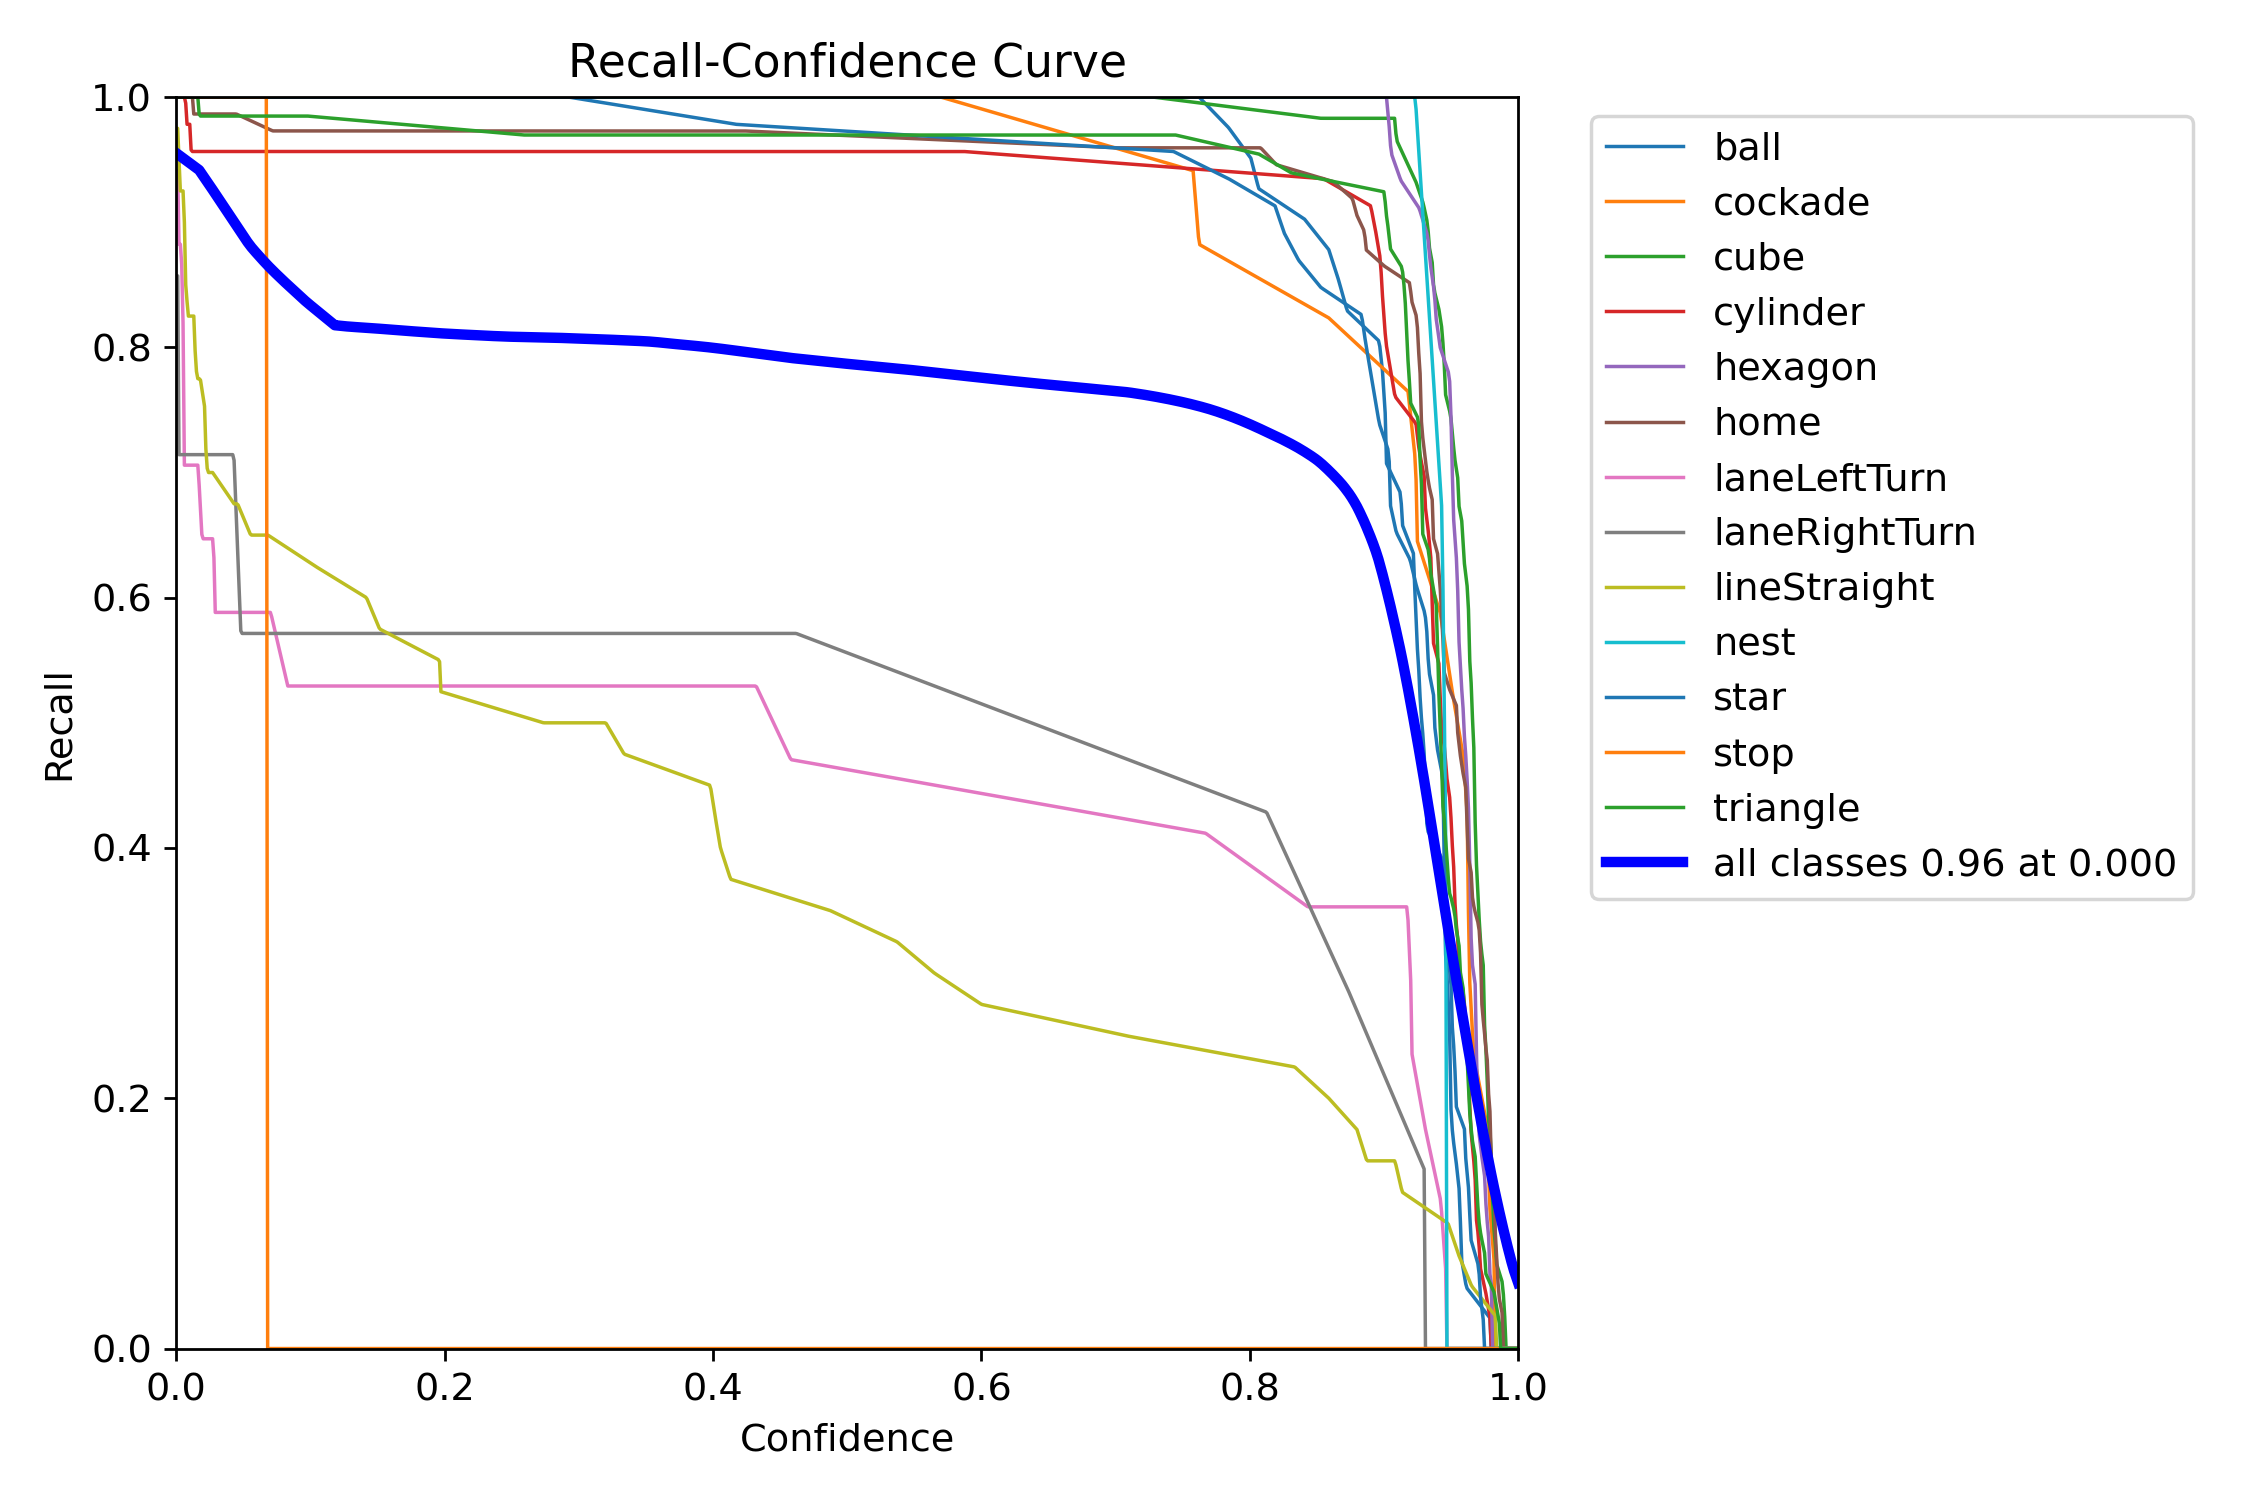 Recall-Confidence Curve
1.0
0.8
0.6
0.4
0.2
0.0
Recall
0.0 0.2 0.4 0.6 0.8 1.0
Confidence
ball
cockade
cube
cylinder
hexagon
home
laneLeftTurn
laneRightTurn
lineStraight
nest
star
stop
triangle
all classes 0.96 at 0.000